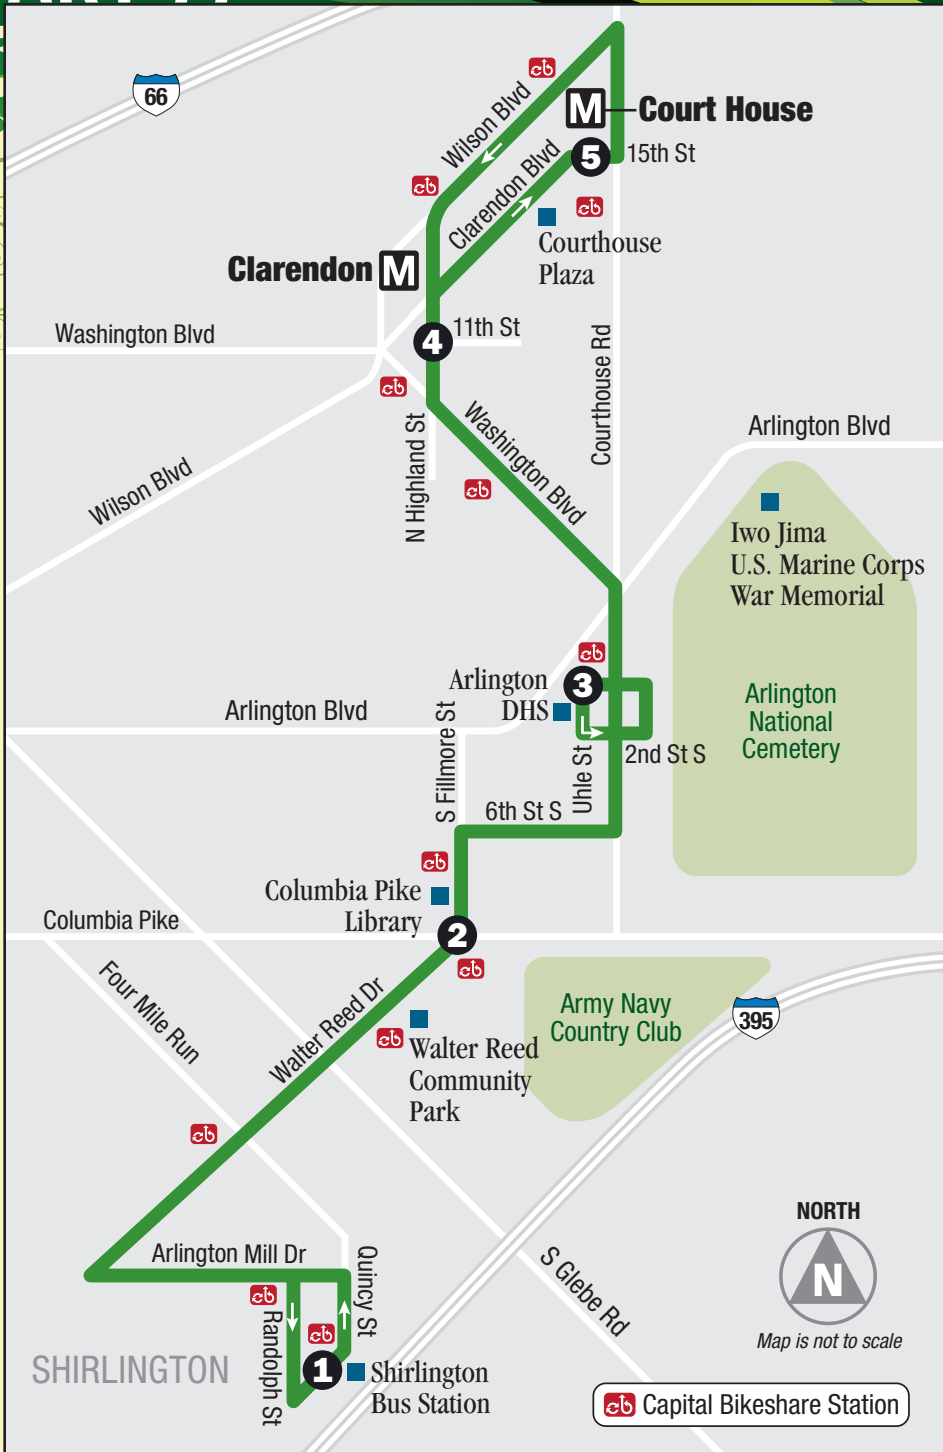 66
Wilson Blvd
M
Court House
5
15th St
Clarendon Blvd
Courthouse
Plaza
Clarendon
M
Washington Blvd
4
11th St
Courthouse Rd
Wilson Blvd
N Highland St
Washington Blvd
Arlington Blvd
Iwo Jima
U.S. Marine Corps
War Memorial
Arlington
DHS
3
Arlington
National
Cemetery
Arlington Blvd
S Fillmore St
Uhle St
2nd St S
6th St S
Columbia Pike
Library
Columbia Pike
2
Four Mile Run
Walter Reed Dr
Walter Reed
Community
Park
Army Navy
Country Club
395
Arlington Mill Dr
Quincy St
Randolph St
S Glebe Rd
SHIRLINGTON
1
Shirlington
Bus Station
NORTH
N
Map is not to scale
cb Capital Bikeshare Station